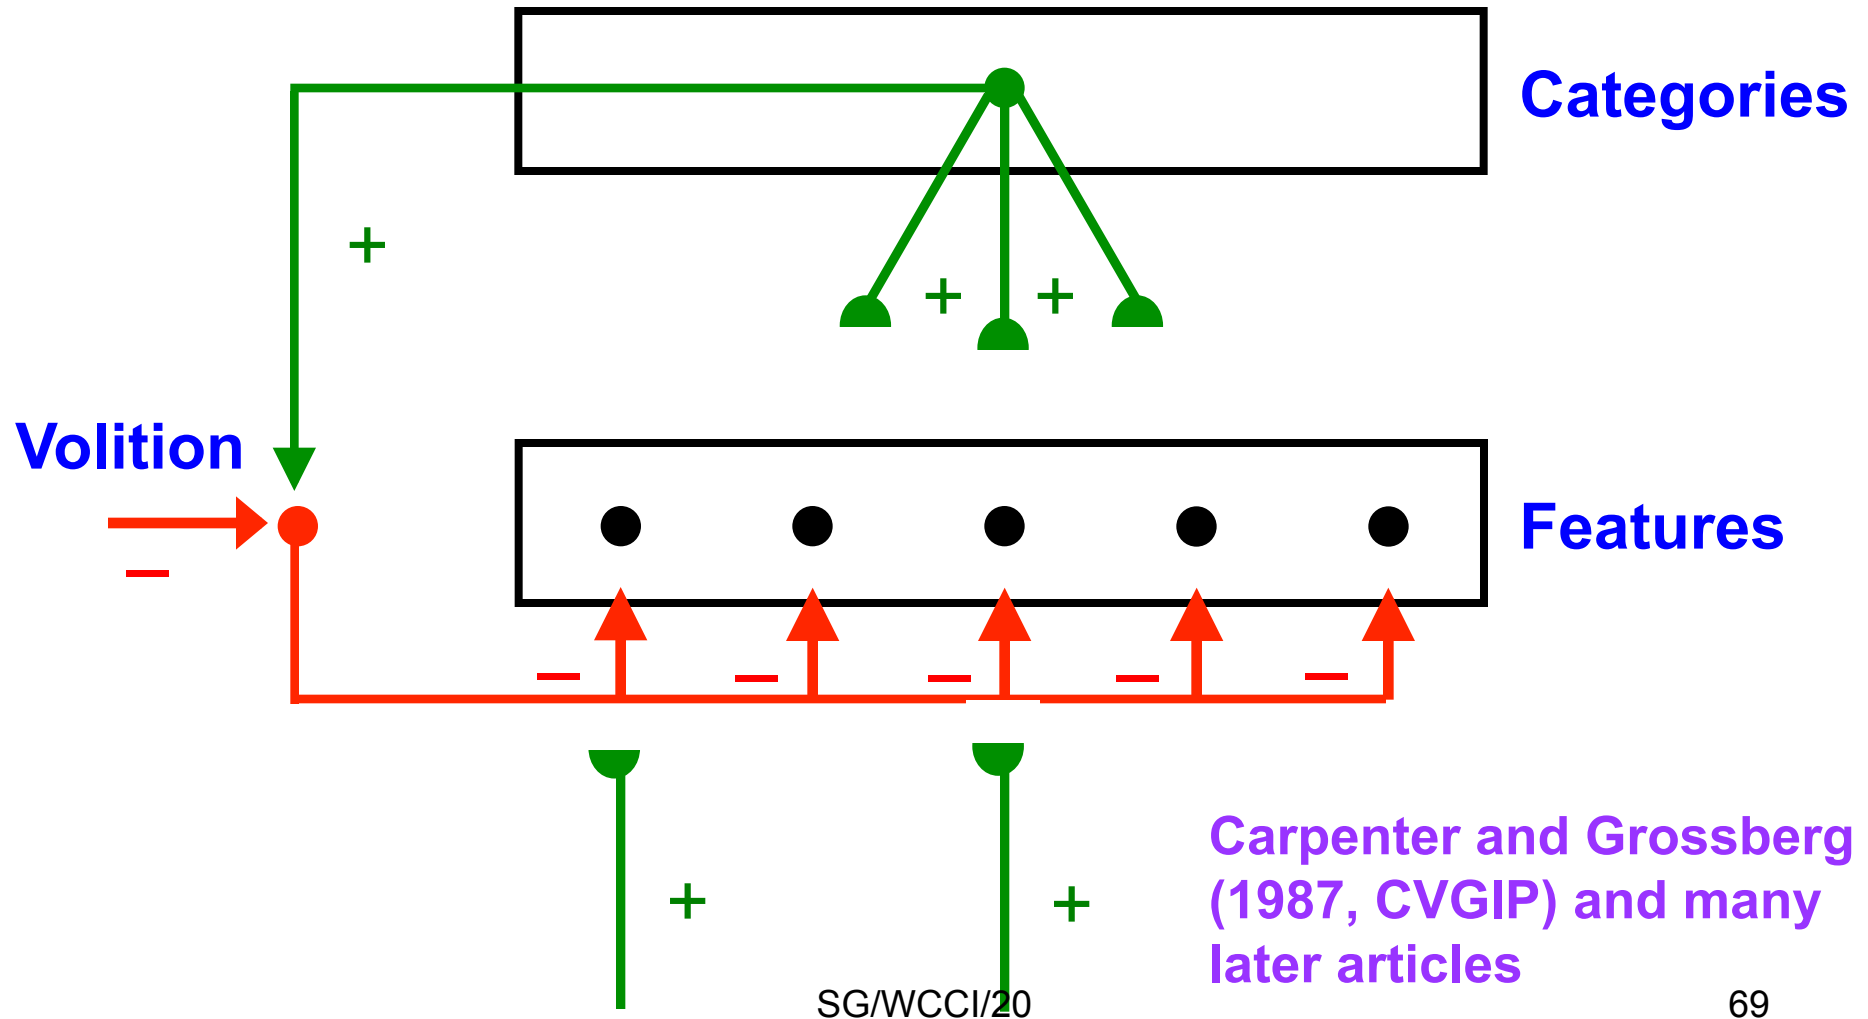 Categories
+
+ +
Volition
–
Features
– – – – –
+ +
Carpenter and Grossberg
(1987, CVGIP) and many
later articles
SG/WCCI/20
69